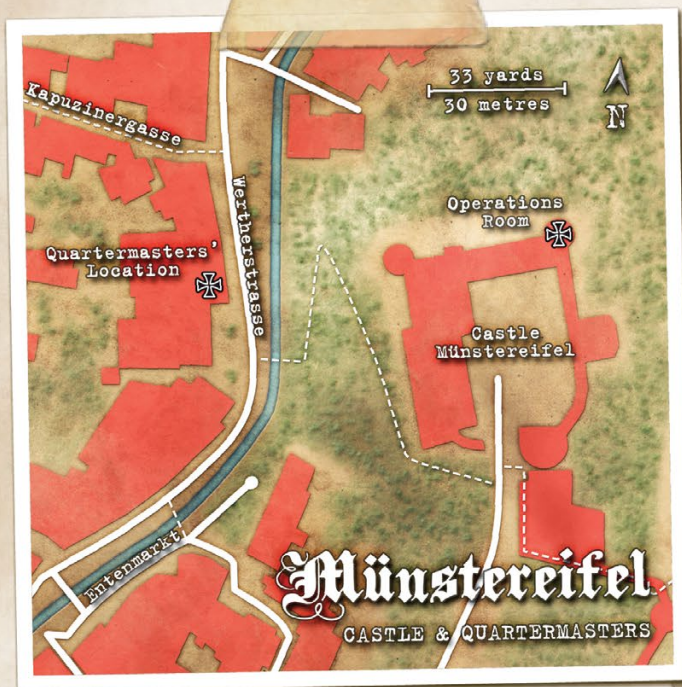 33 yards
30 metres
N
Kapuzinergasse
Wertherstrasse
Operations
Room
Quartermasters'
Location
Castle
Münstereifel
Entenmarkt
Münstereifel
CASTLE & QUARTERMASTERS